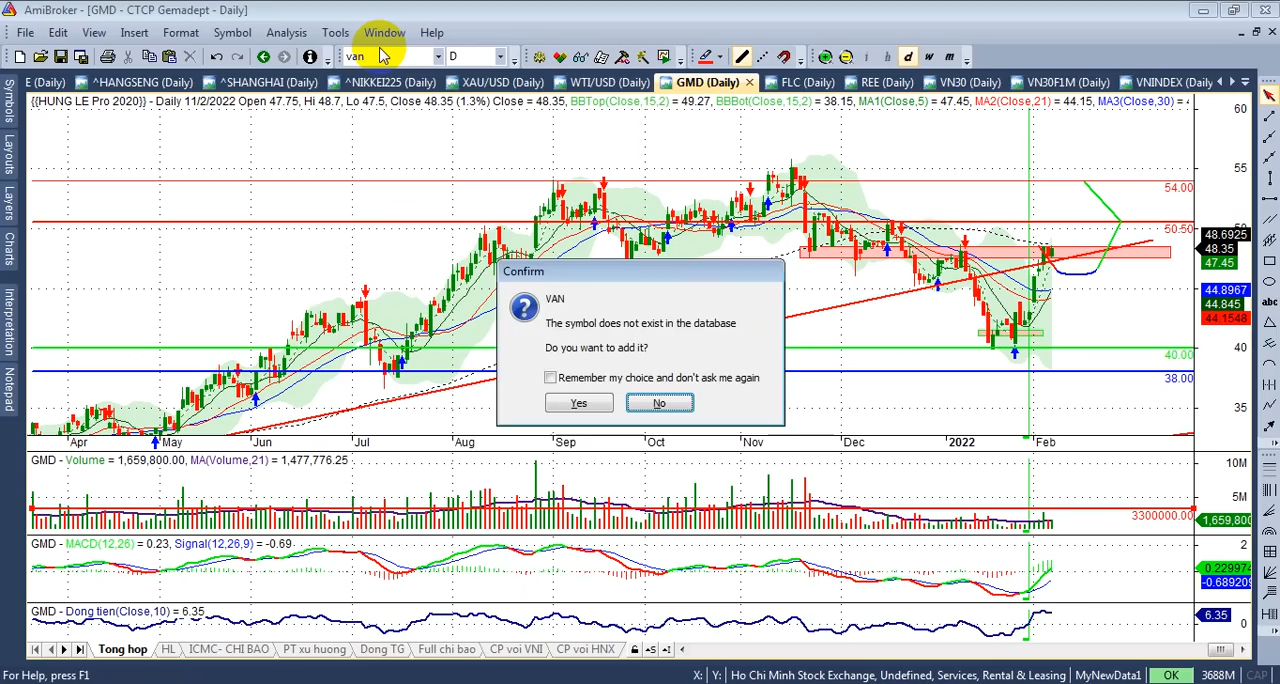 AmiBroker - [GMD - CTCP Gemadept - Daily]
File Edit View Insert Format Symbol Analysis Tools Window Help
van D i h d w m
E (Daily) ^HANGSENG (Daily) ^SHANGHAI (Daily) ^NIKKEI225 (Daily) XAU/USD (Daily) WTI/USD (Daily) GMD (Daily) FLC (Daily) REE (Daily) VN30 (Daily) VN30F1M (Daily) VNINDEX (Daily)
{{HUNG LE Pro 2020}} - Daily 11/2/2022 Open 47.75, Hi 48.7, Lo 47.5, Close 48.35 (1.3%) Close = 48.35, BBTop(Close,15,2) = 49.27, BBBot(Close,15,2) = 38.15, MA1(Close,5) = 47.45, MA2(Close,21) = 44.15, MA3(Close,30) =
Symbols
Layouts
Layers
Charts
Interpretation
Notepad
60
55
54.00
50.50
48.6925
48.35
47.45
44.8967
44.845
44.1548
40
40.00
38.00
35
abc
Confirm
VAN
The symbol does not exist in the database
Do you want to add it?
Remember my choice and don't ask me again
Yes No
Apr May Jun Jul Aug Sep Oct Nov Dec 2022 Feb
GMD - Volume = 1,659,800.00, MA(Volume,21) = 1,477,776.25
10M
5M
3300000.00
1,659,800
GMD - MACD(12,26) = 0.23, Signal(12,26,9) = -0.69
2
0.229974
-0.689209
GMD - Dong tien(Close,10) = 6.35
6.35
0
Tong hop HL ICMC- CHI BAO PT xu huong Dong TG Full chi bao CP voi VNI CP voi HNX
For Help, press F1 X: Y: Ho Chi Minh Stock Exchange, Undefined, Services, Rental & Leasing MyNewData1 OK 3688M CAP